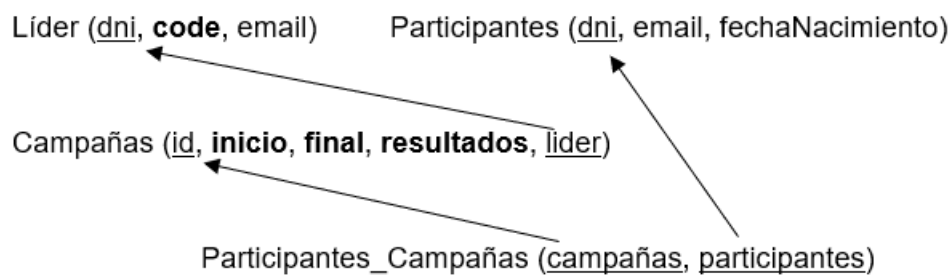 Líder (dni, code, email)
Participantes (dni, email, fechaNacimiento)
Campañas (id, inicio, final, resultados, lider)
Participantes_Campañas (campañas, participantes)